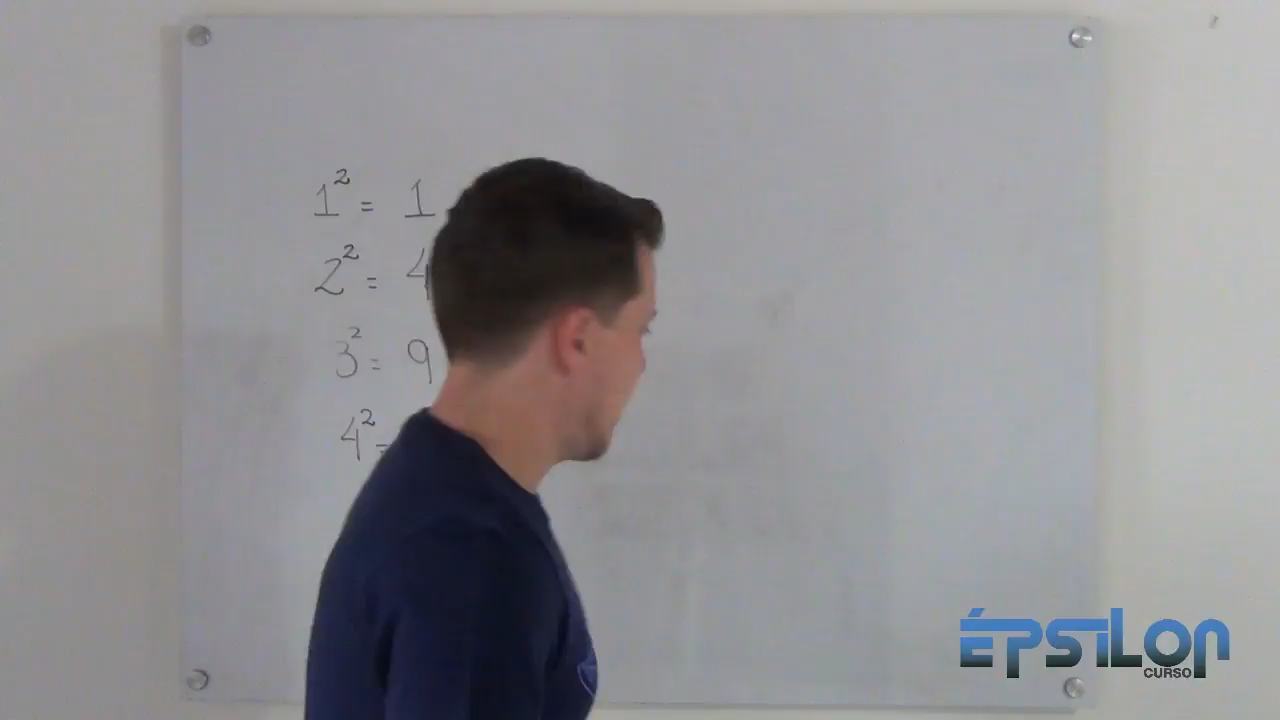 1² = 1
2² = 4
3² = 9
4² =
ÉPSILON
CURSO